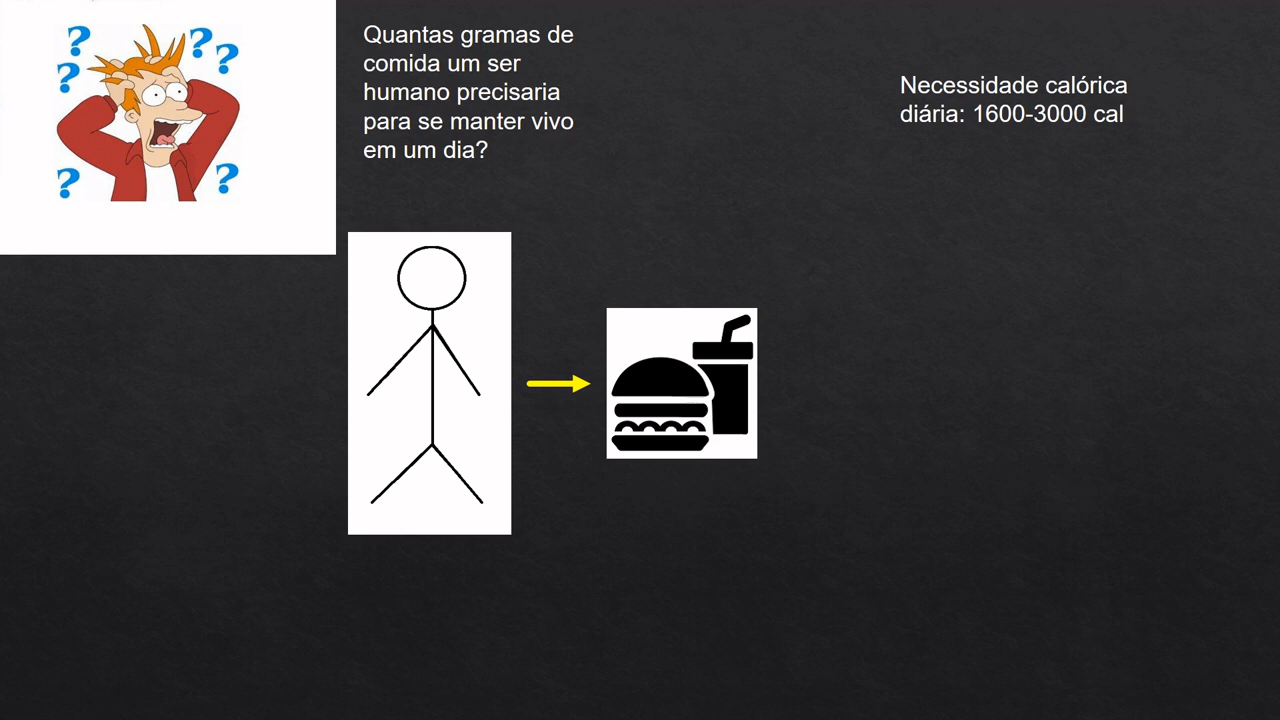 Quantas gramas de
comida um ser
humano precisaria
para se manter vivo
em um dia?
Necessidade calórica
diária: 1600-3000 cal
? ? ?
?
? ?